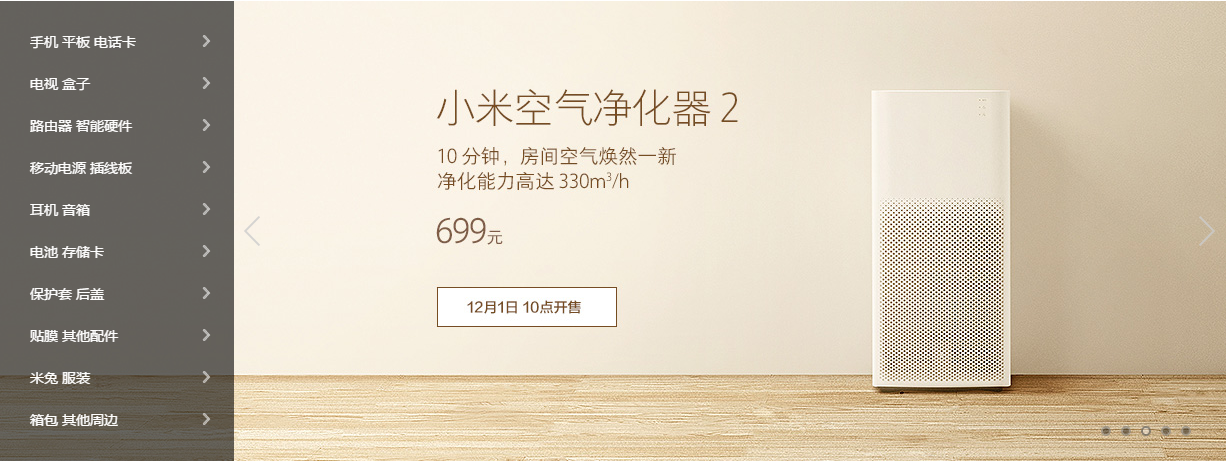 手机 平板 电话卡
电视 盒子
路由器 智能硬件
移动电源 插线板
耳机 音箱
电池 存储卡
保护套 后盖
贴膜 其他配件
米兔 服装
箱包 其他周边
小米空气净化器 2
10 分钟，房间空气焕然一新
净化能力高达 330m³/h
699元
12月1日 10点开售